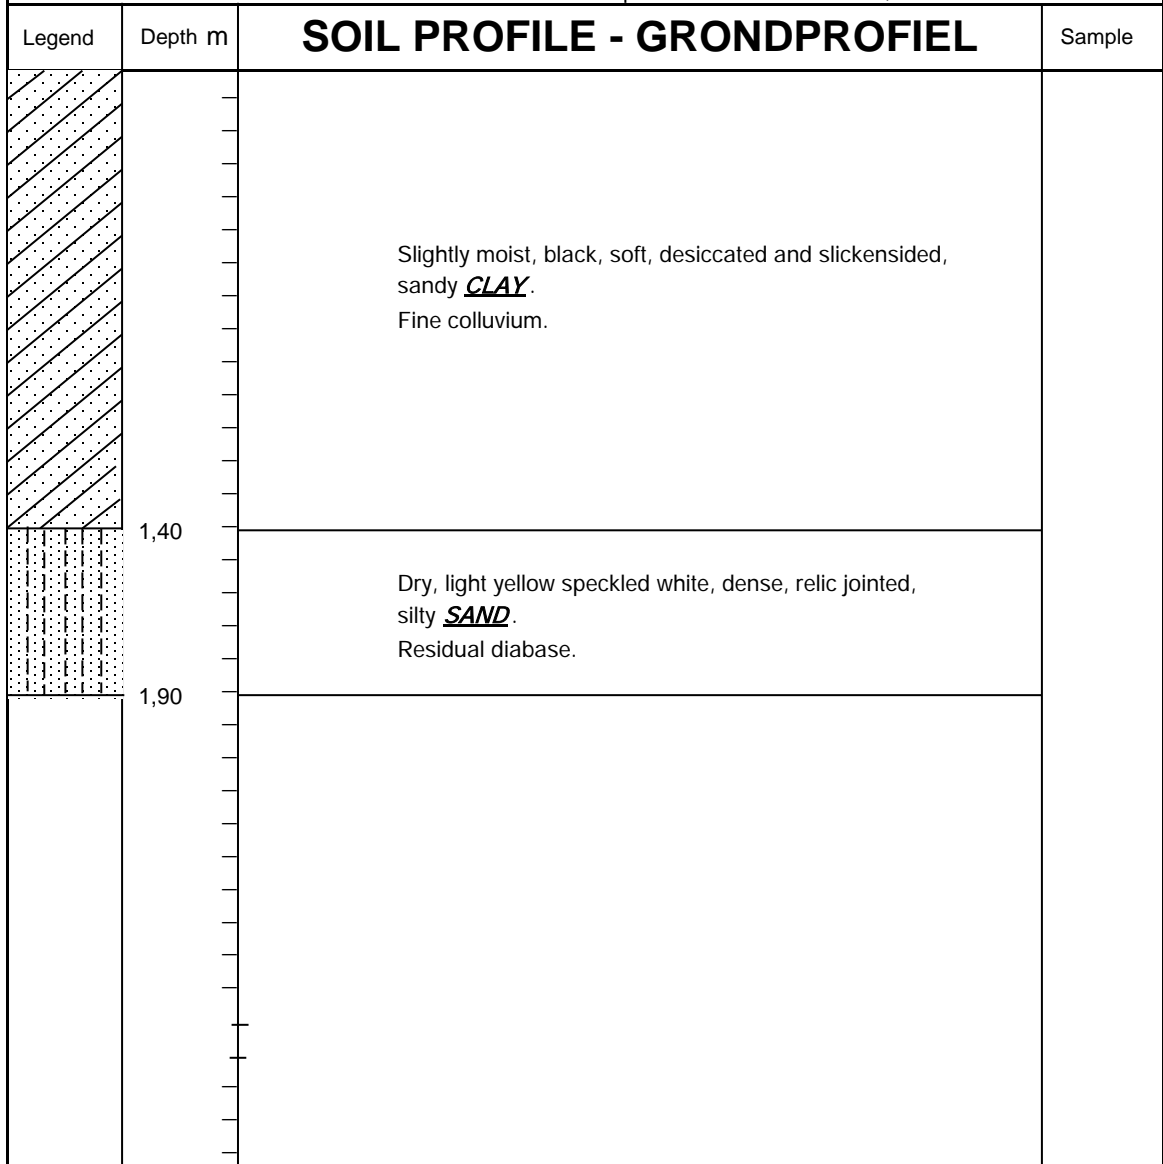 Legend
Depth m
SOIL PROFILE - GRONDPROFIEL
Sample
Slightly moist, black, soft, desiccated and slickensided,
sandy CLAY.
Fine colluvium.
1,40
Dry, light yellow speckled white, dense, relic jointed,
silty SAND.
Residual diabase.
1,90